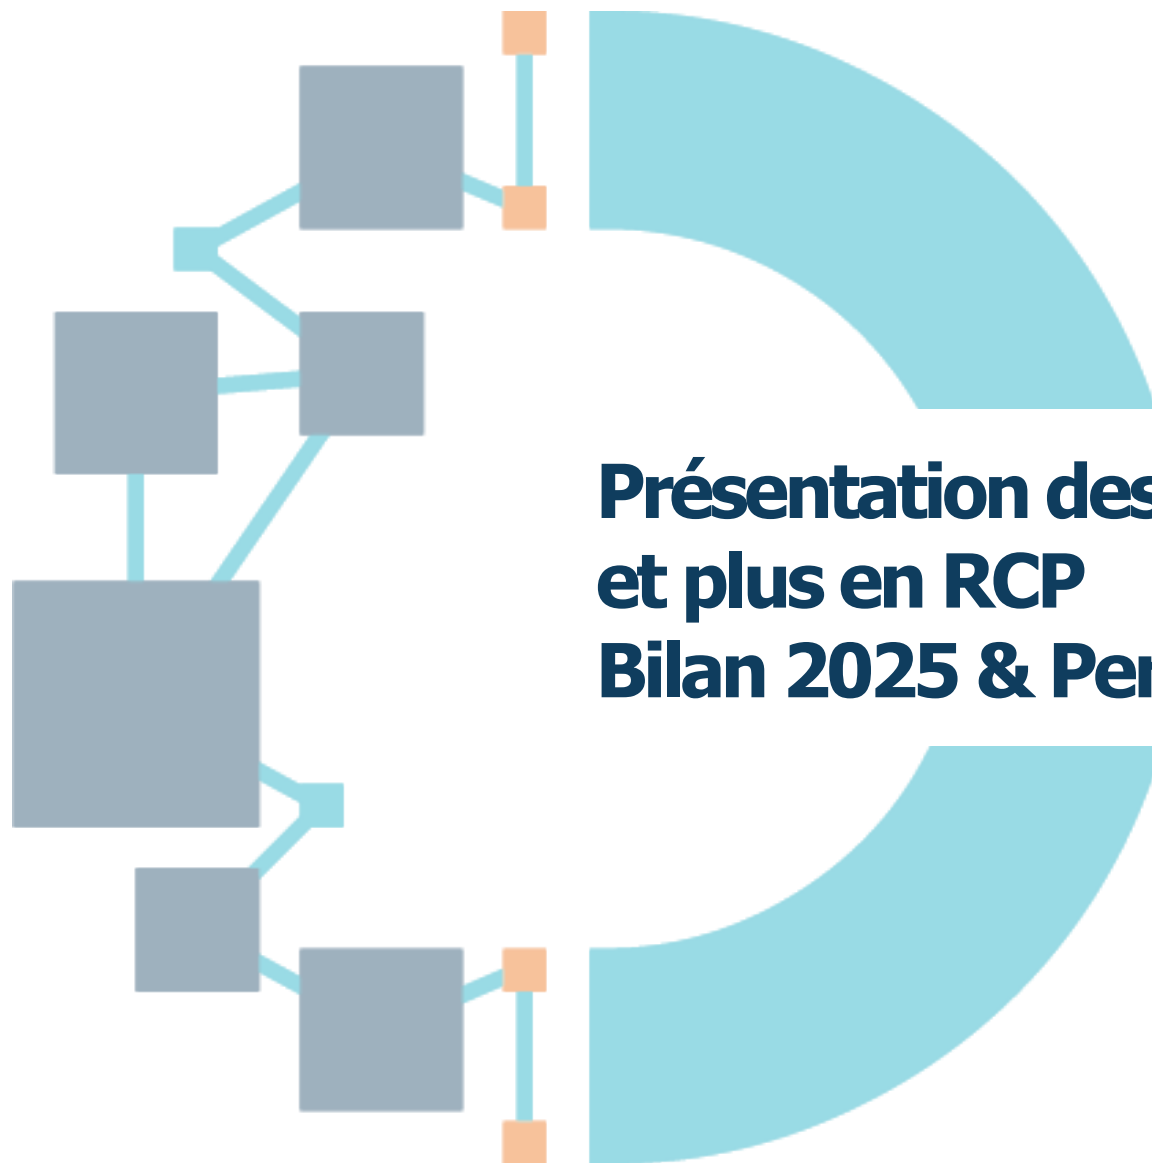 Présentation des
et plus en RCP
Bilan 2025 & Per